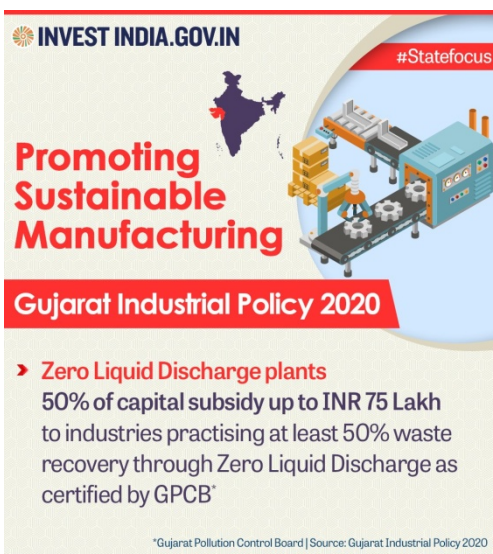 INVEST INDIA.GOV.IN
#Statefocus
Promoting
Sustainable
Manufacturing
Gujarat Industrial Policy 2020
Zero Liquid Discharge plants
50% of capital subsidy up to INR 75 Lakh
to industries practising at least 50% waste
recovery through Zero Liquid Discharge as
certified by GPCB*
*Gujarat Pollution Control Board | Source: Gujarat Industrial Policy 2020